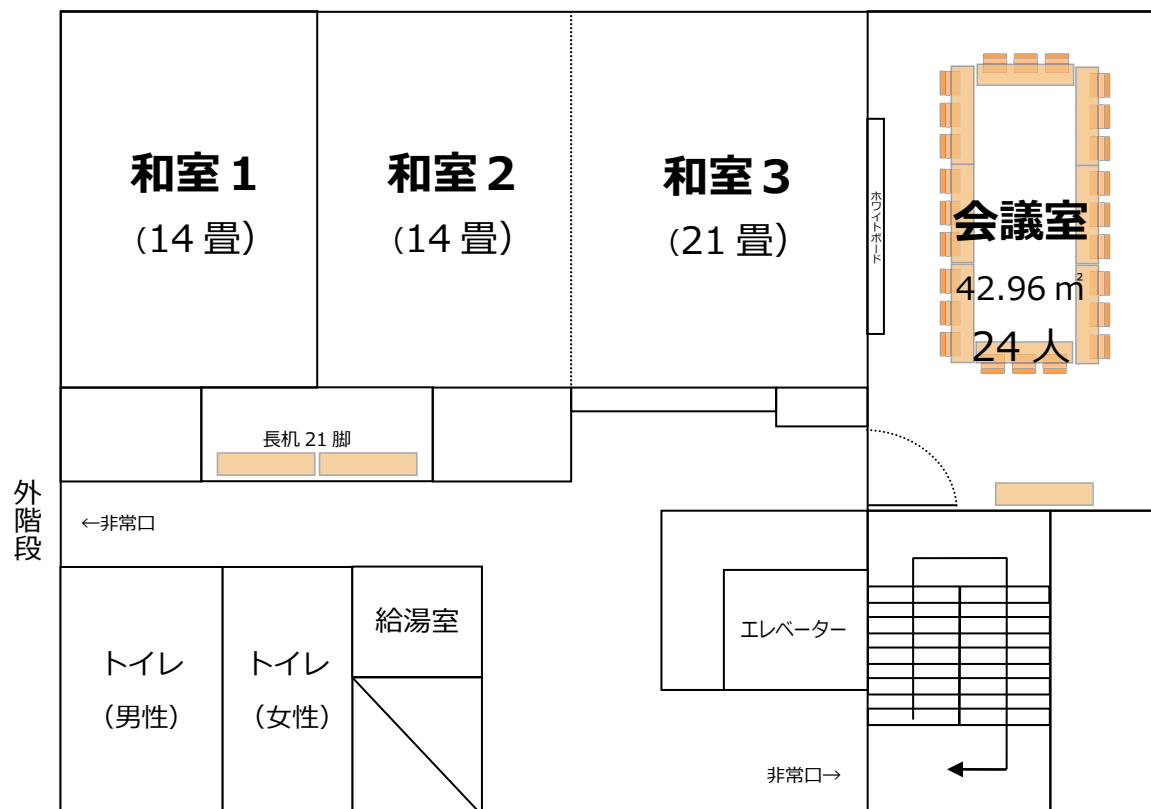 和室１
（14 畳）
和室２
（14 畳）
和室３
（21 畳）
ホワイトボード
会議室
42.96 ㎡
24 人
長机 21 脚
外階段
←非常口
トイレ
（男性）
トイレ
（女性）
給湯室
エレベーター
非常口→